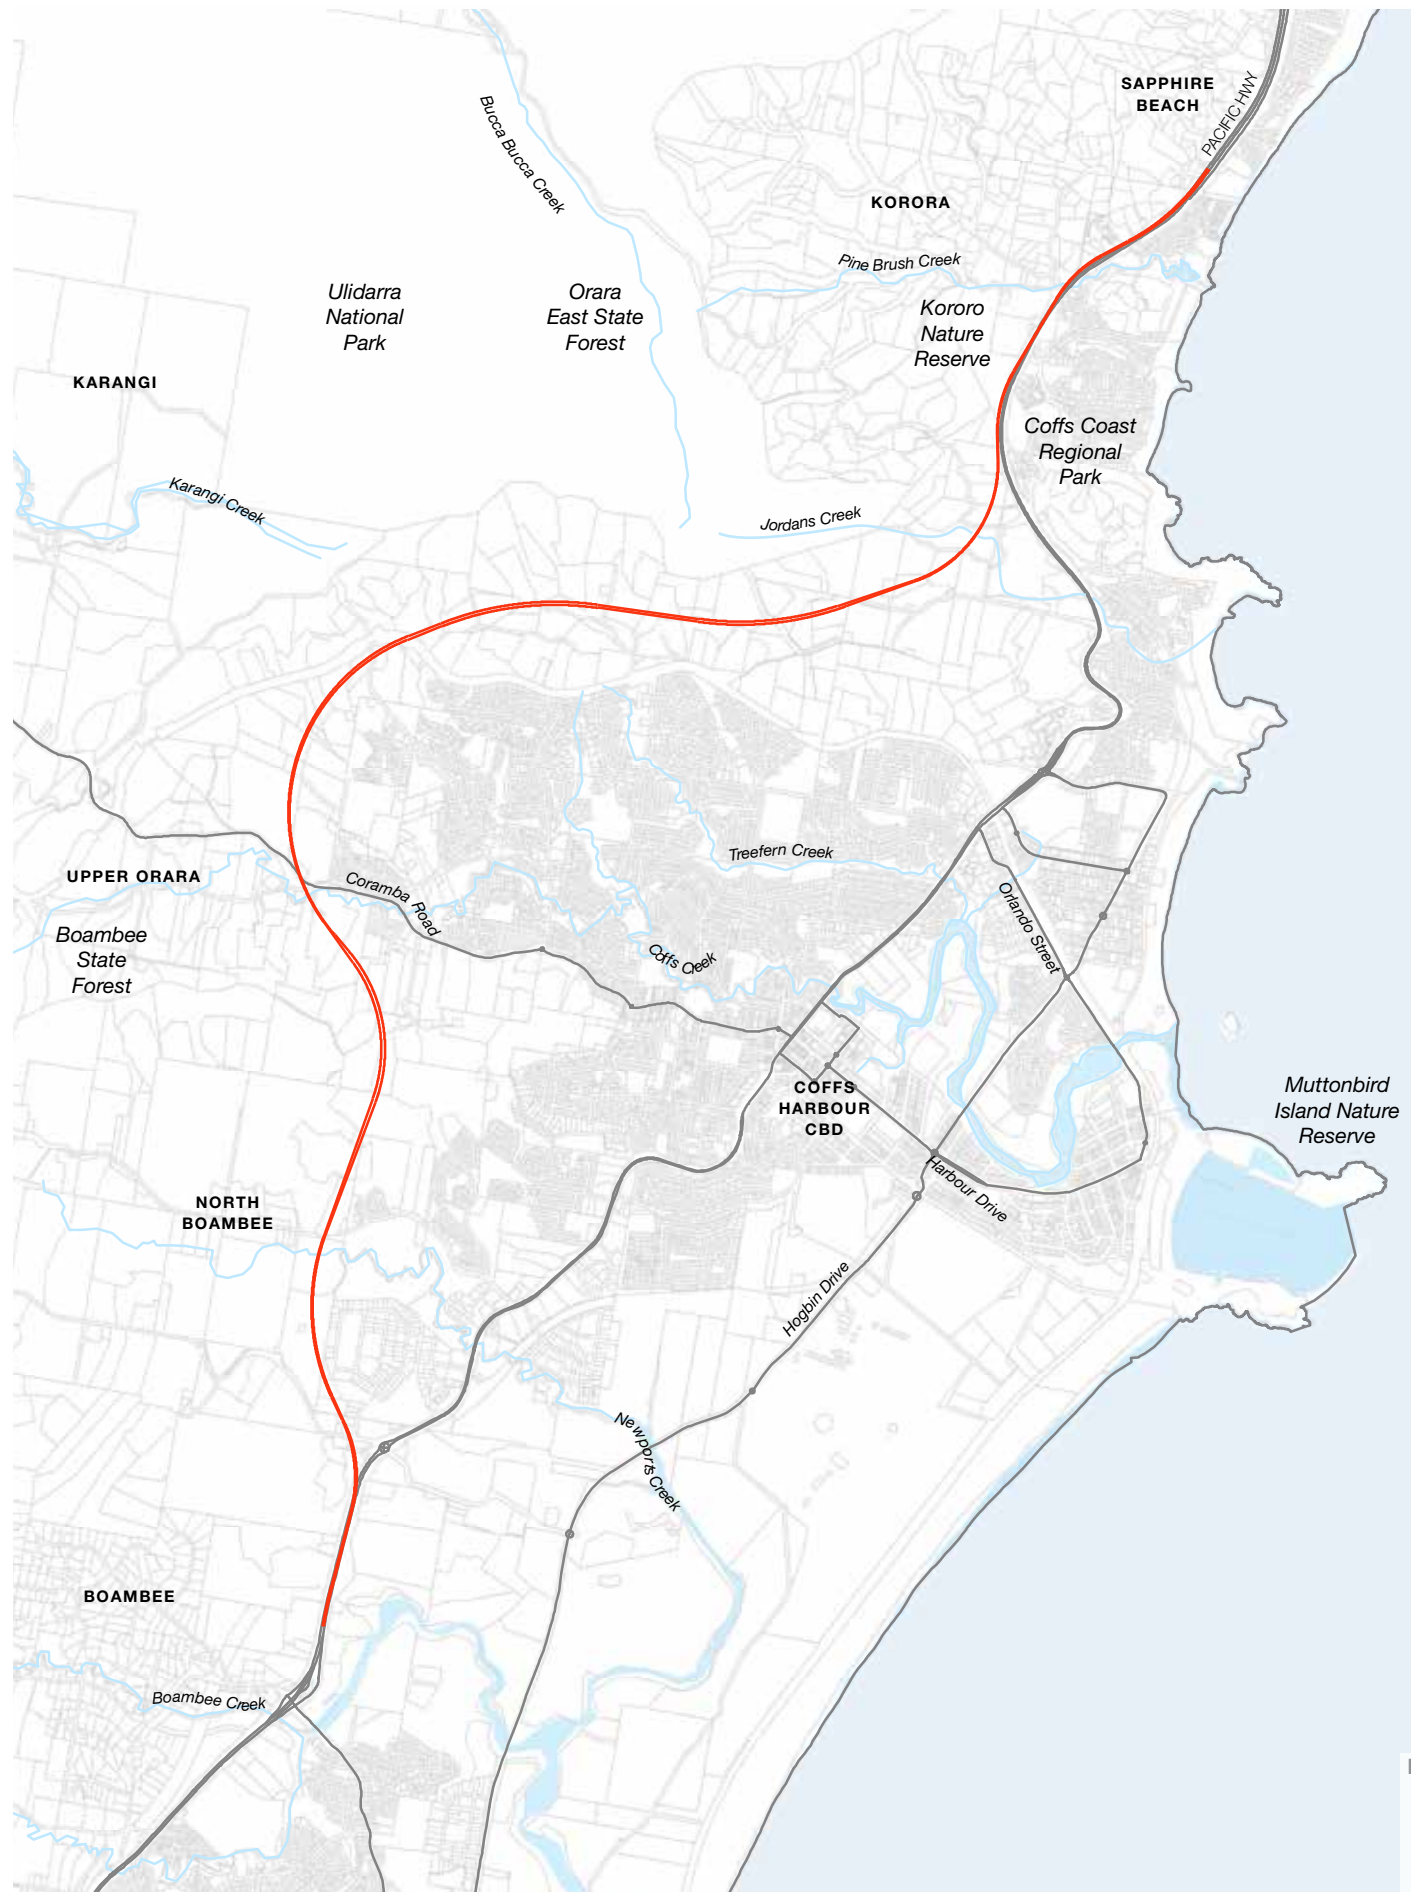 SAPPHIRE
BEACH
PACIFIC HWY
Bucca Bucca Creek
KORORA
Pine Brush Creek
Ulidarra
National
Park
Orara
East State
Forest
Kororo
Nature
Reserve
KARANGI
Coffs Coast
Regional
Park
Karangi Creek
Jordans Creek
Treefern Creek
UPPER ORARA
Coramba Road
Orlando Street
Boambee
State
Forest
Coffs Creek
COFFS
HARBOUR
CBD
Muttonbird
Island Nature
Reserve
Harbour Drive
NORTH
BOAMBEE
Hogbin Drive
Newports Creek
BOAMBEE
Boambee Creek